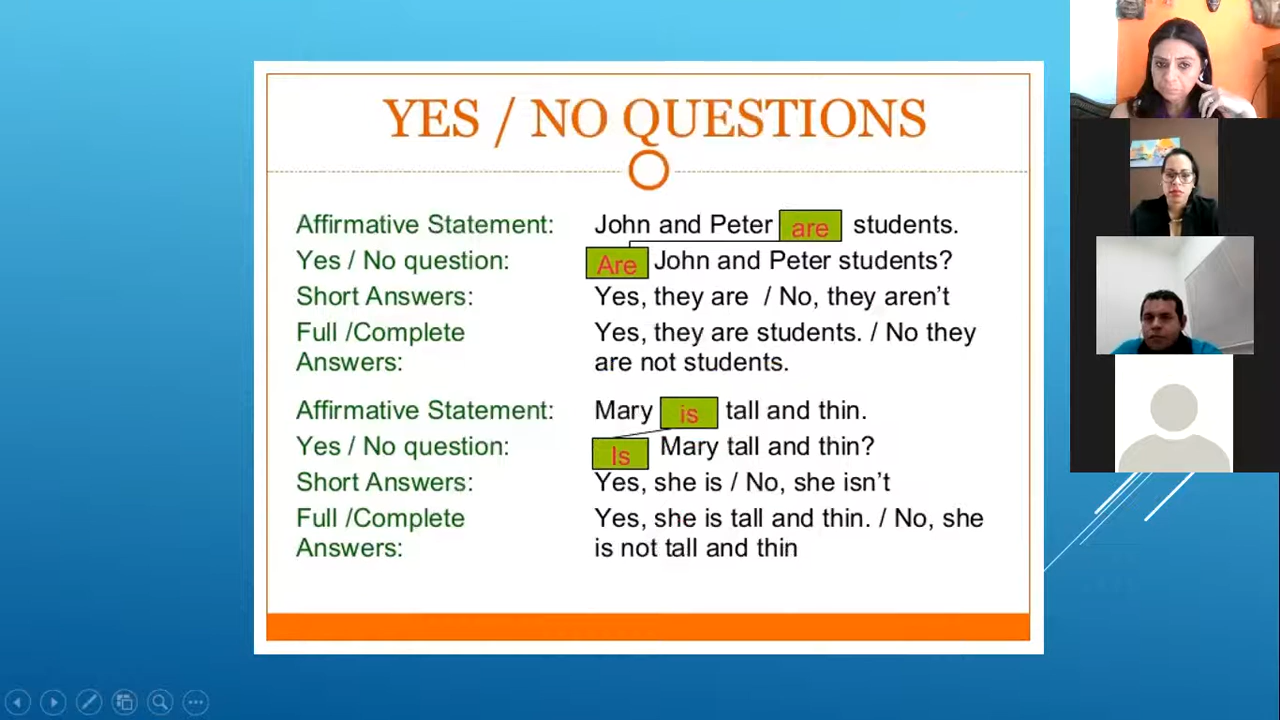 YES / NO QUESTIONS
Affirmative Statement: John and Peter are students.
Yes / No question: Are John and Peter students?
Short Answers: Yes, they are / No, they aren't
Full /Complete Yes, they are students. / No they
Answers: are not students.
Affirmative Statement: Mary is tall and thin.
Yes / No question: Is Mary tall and thin?
Short Answers: Yes, she is / No, she isn't
Full /Complete Yes, she is tall and thin. / No, she
Answers: is not tall and thin